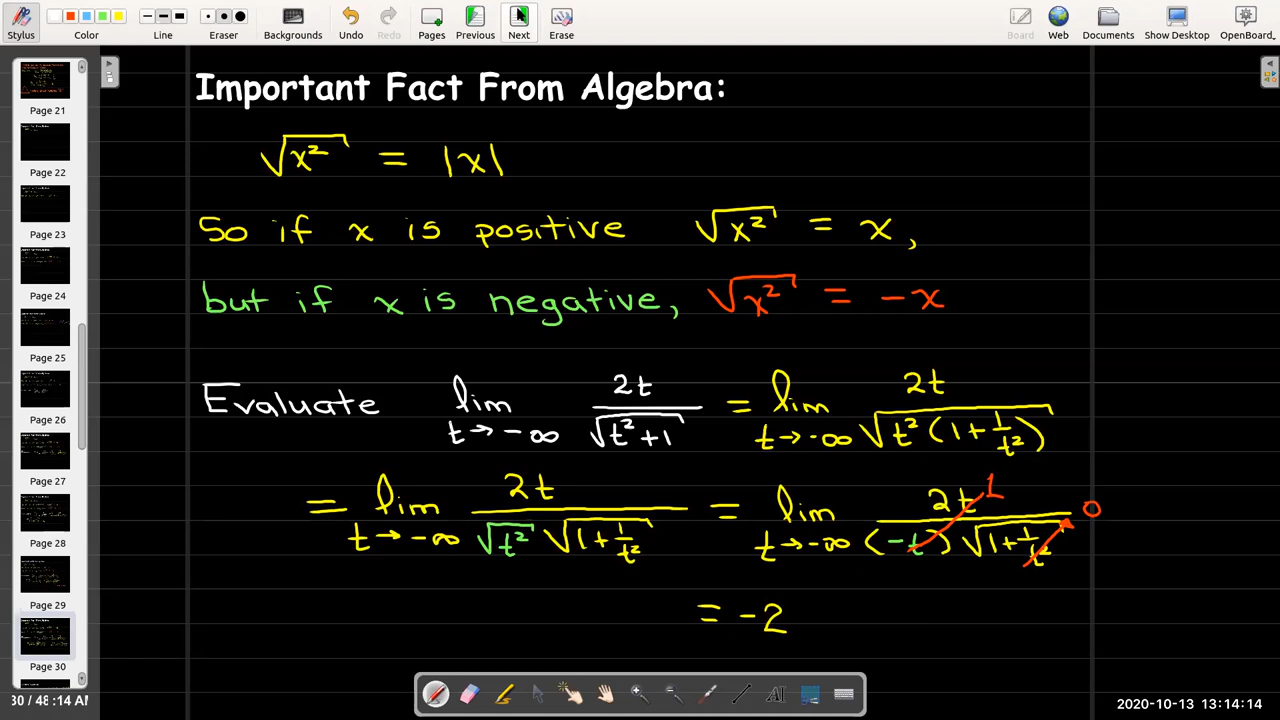 Stylus Color Line Eraser Backgrounds Undo Redo Pages Previous Next Erase Board Web Documents Show Desktop OpenBoard
Page 21
Page 22
Page 23
Page 24
Page 25
Page 26
Page 27
Page 28
Page 29
Page 30
Important Fact From Algebra:
√x² = |x|
So if x is positive √x² = x,
but if x is negative, √x² = -x
Evaluate lim t→-∞ 2t/√(t²+1) = lim t→-∞ 2t/√(t²(1+1/t²))
= lim t→-∞ 2t/(√t² √(1+1/t²)) = lim t→-∞ 2t/((-t)√(1+1/t²)) 1 0
= -2
AI
2020-10-13 13:14:14